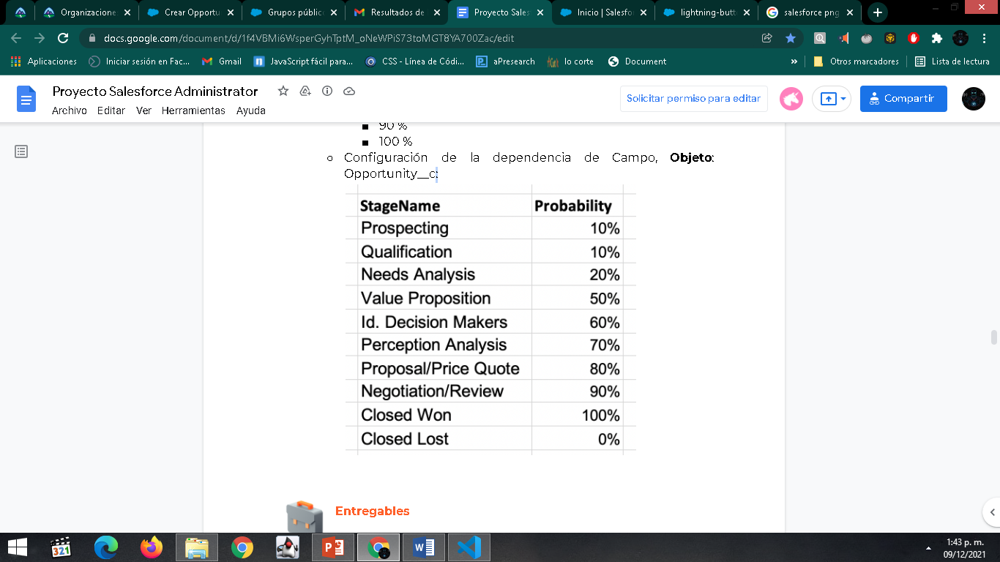 Organizacione
Crear Opportu
Grupos públic
Resultados de
Proyecto Sales
Inicio | Salesfo
lightning-butt
salesforce png
docs.google.com/document/d/1f4VBMi6WsperGyhTptM_oNeWPiS73toMGT8YA700Zac/edit
Aplicaciones
Iniciar sesión en Fac...
Gmail
JavaScript fácil para...
CSS - Línea de Códi...
aPresearch
lo corte
Document
»
Otros marcadores
Lista de lectura
Proyecto Salesforce Administrator
Archivo Editar Ver Herramientas Ayuda
Solicitar permiso para editar
Compartir
90 %
100 %
Configuración de la dependencia de Campo, Objeto:
Opportunity__c:
StageName Probability
Prospecting 10%
Qualification 10%
Needs Analysis 20%
Value Proposition 50%
Id. Decision Makers 60%
Perception Analysis 70%
Proposal/Price Quote 80%
Negotiation/Review 90%
Closed Won 100%
Closed Lost 0%
Entregables
321
1:43 p. m.
09/12/2021